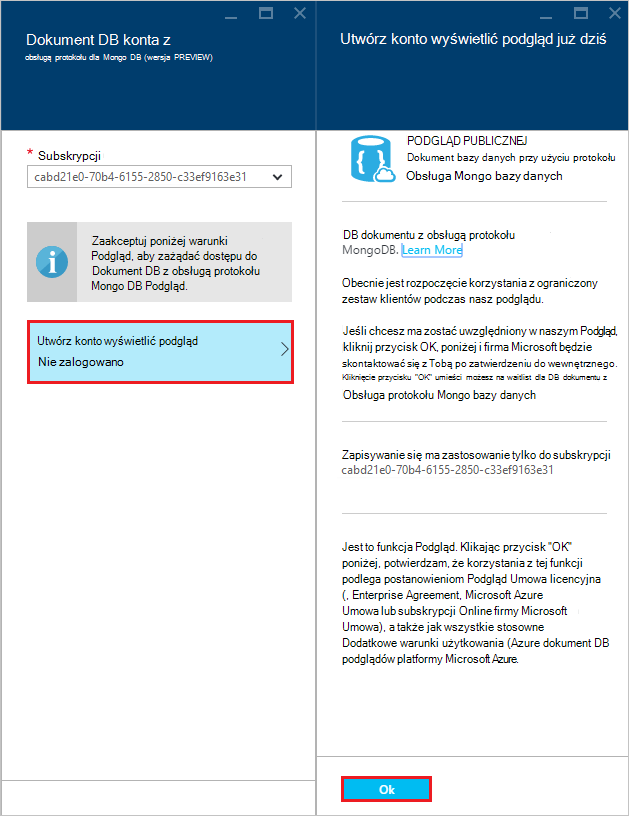 Dokument DB konta z
obsługą protokołu dla Mongo DB (wersja PREVIEW)
* Subskrypcji
cabd21e0-70b4-6155-2850-c33ef9163e31
Zaakceptuj poniżej warunki
Podgląd, aby zażądać dostępu do
Dokument DB z obsługą protokołu
Mongo DB Podgląd.
Utwórz konto wyświetlić podgląd
Nie zalogowano
Utwórz konto wyświetlić podgląd już dziś
PODGLĄD PUBLICZNEJ
Dokument bazy danych przy użyciu protokołu
Obsługa Mongo bazy danych
DB dokumentu z obsługą protokołu
MongoDB. Learn More
Obecnie jest rozpoczęcie korzystania z ograniczony
zestaw klientów podczas nasz podglądu.
Jeśli chcesz ma zostać uwzględniony w naszym Podgląd,
kliknij przycisk OK, poniżej i firma Microsoft będzie
skontaktować się z Tobą po zatwierdzeniu do wewnętrznego.
Kliknięcie przycisku "OK" umieści możesz na waitlist dla DB dokumentu z
Obsługa protokołu Mongo bazy danych
Zapisywanie się ma zastosowanie tylko do subskrypcji
cabd21e0-70b4-6155-2850-c33ef9163e31
Jest to funkcja Podgląd. Klikając przycisk "OK"
poniżej, potwierdzam, że korzystania z tej funkcji
podlega postanowieniom Podgląd Umowa licencyjna
(, Enterprise Agreement, Microsoft Azure
Umowa lub subskrypcji Online firmy Microsoft
Umowa), a także jak wszystkie stosowne
Dodatkowe warunki użytkowania (Azure dokument DB
podglądów platformy Microsoft Azure.
Ok